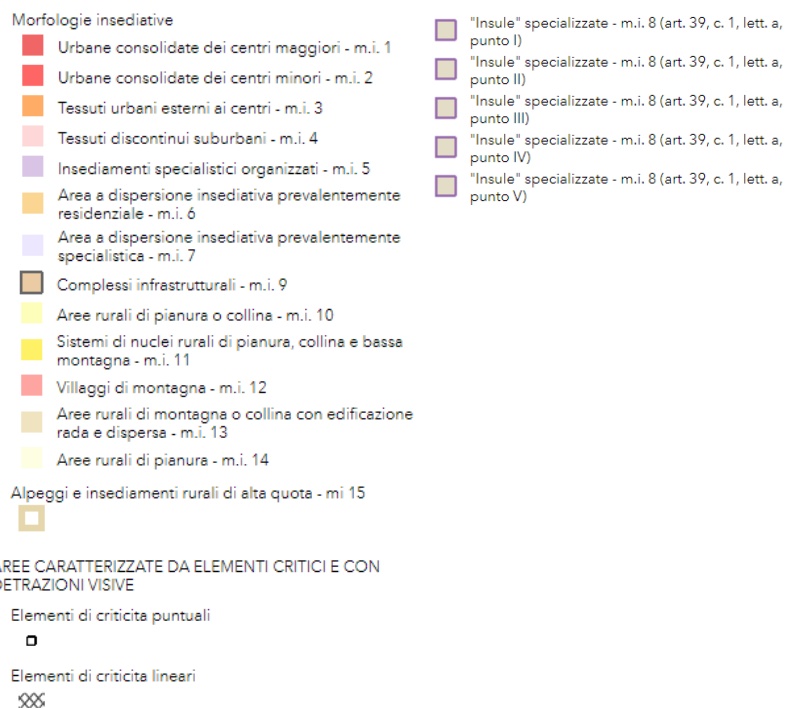 Morfologie insediative
Urbane consolidate dei centri maggiori - m.i. 1
Urbane consolidate dei centri minori - m.i. 2
Tessuti urbani esterni ai centri - m.i. 3
Tessuti discontinui suburbani - m.i. 4
Insediamenti specialistici organizzati - m.i. 5
Area a dispersione insediativa prevalentemente
residenziale - m.i. 6
Area a dispersione insediativa prevalentemente
specialistica - m.i. 7
Complessi infrastrutturali - m.i. 9
Aree rurali di pianura o collina - m.i. 10
Sistemi di nuclei rurali di pianura, collina e bassa
montagna - m.i. 11
Villaggi di montagna - m.i. 12
Aree rurali di montagna o collina con edificazione
rada e dispersa - m.i. 13
Aree rurali di pianura - m.i. 14
Alpeggi e insediamenti rurali di alta quota - mi 15
AREE CARATTERIZZATE DA ELEMENTI CRITICI E CON
DETRAZIONI VISIVE
Elementi di criticita puntuali
Elementi di criticita lineari
"Insule" specializzate - m.i. 8 (art. 39, c. 1, lett. a,
punto I)
"Insule" specializzate - m.i. 8 (art. 39, c. 1, lett. a,
punto II)
"Insule" specializzate - m.i. 8 (art. 39, c. 1, lett. a,
punto III)
"Insule" specializzate - m.i. 8 (art. 39, c. 1, lett. a,
punto IV)
"Insule" specializzate - m.i. 8 (art. 39, c. 1, lett. a,
punto V)